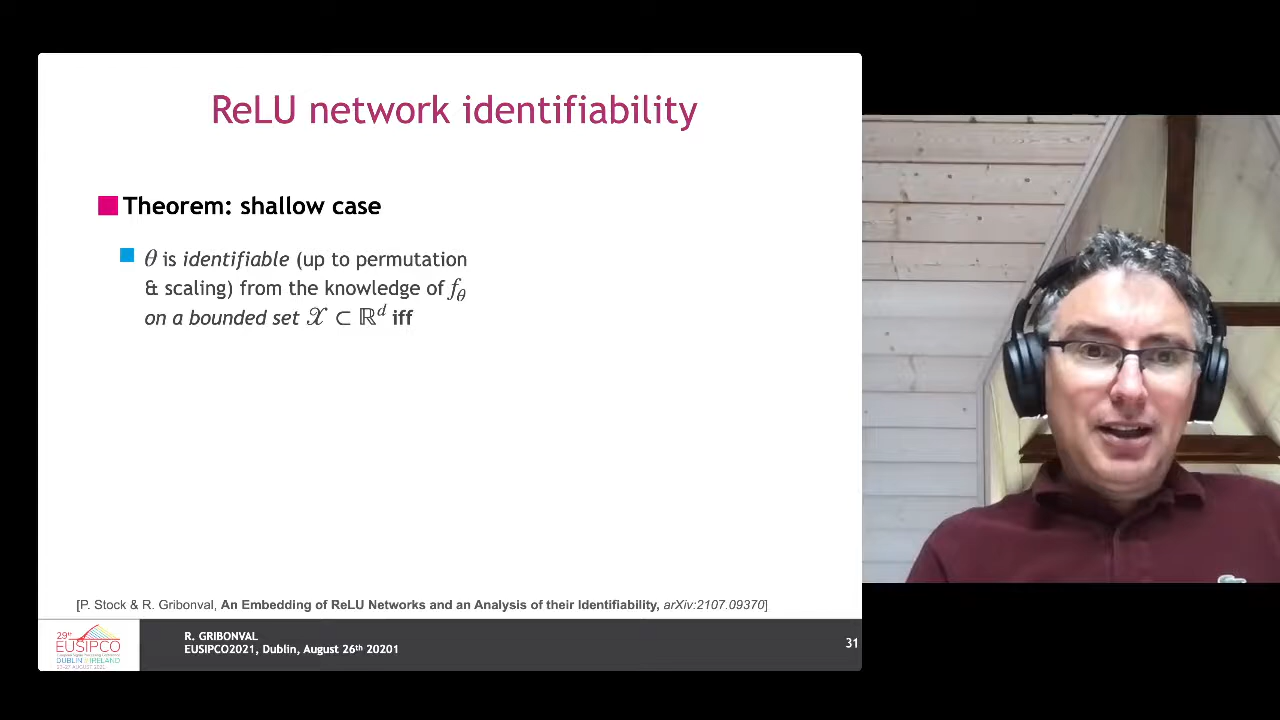 ReLU network identifiability
Theorem: shallow case
θ is identifiable (up to permutation
& scaling) from the knowledge of f_θ
on a bounded set 𝒳 ⊂ ℝ^d iff
[P. Stock & R. Gribonval, An Embedding of ReLU Networks and an Analysis of their Identifiability, arXiv:2107.09370]
29th
EUSIPCO
DUBLIN IRELAND
R. GRIBONVAL
EUSIPCO2021, Dublin, August 26th 20201
31